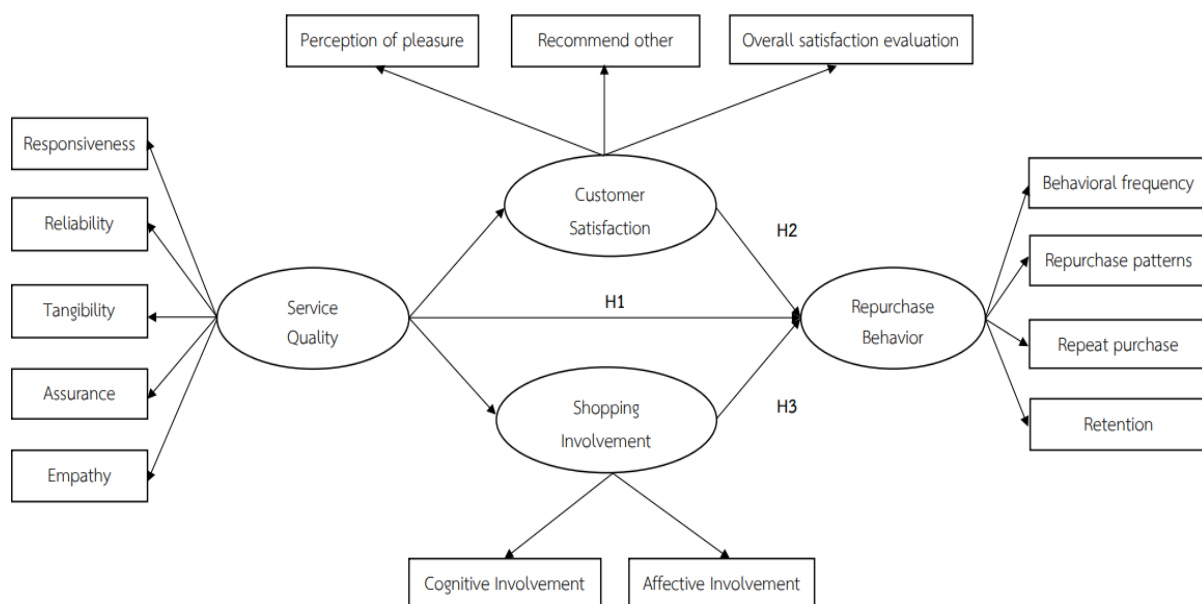 Perception of pleasure
Recommend other
Overall satisfaction evaluation
Responsiveness
Reliability
Tangibility
Assurance
Empathy
Service
Quality
Customer
Satisfaction
H2
H1
H3
Shopping
Involvement
Repurchase
Behavior
Behavioral frequency
Repurchase patterns
Repeat purchase
Retention
Cognitive Involvement
Affective Involvement